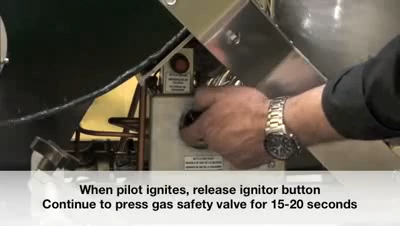 When pilot ignites, release ignitor button
Continue to press gas safety valve for 15-20 seconds